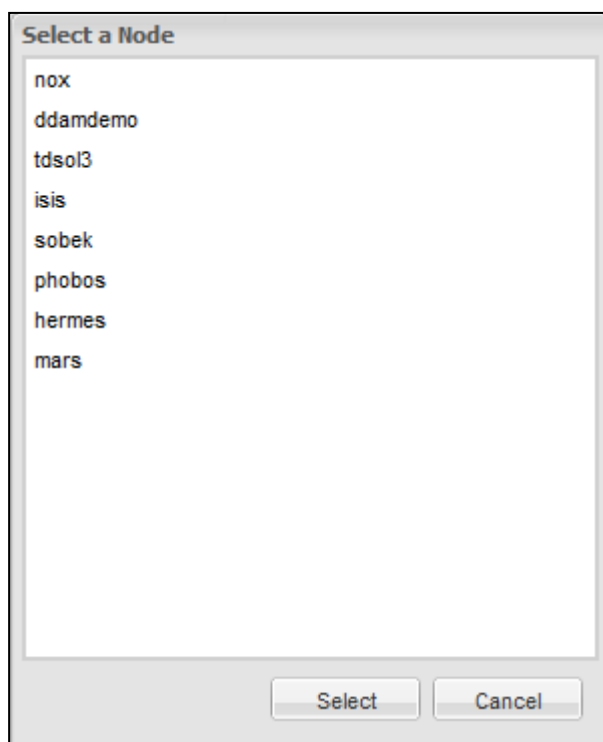 Select a Node
nox
ddamdemo
tdsol3
isis
sobek
phobos
hermes
mars
Select
Cancel